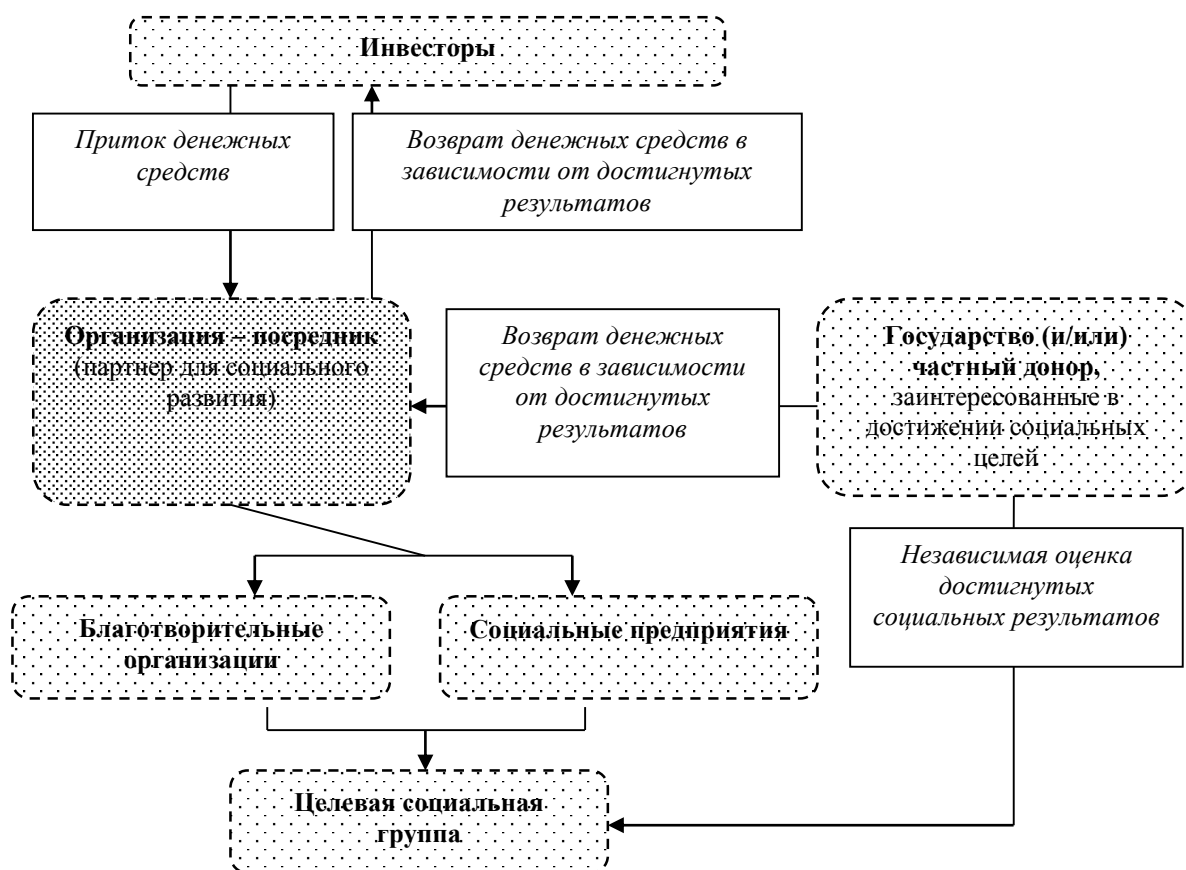 Инвесторы
Приток денежных
средств
Возврат денежных средств в
зависимости от достигнутых
результатов
Организация – посредник
(партнер для социального
развития)
Возврат денежных
средств в зависимости
от достигнутых
результатов
Государство (и/или)
частный донор,
заинтересованные в
достижении социальных
целей
Независимая оценка
достигнутых
социальных результатов
Благотворительные
организации
Социальные предприятия
Целевая социальная
группа